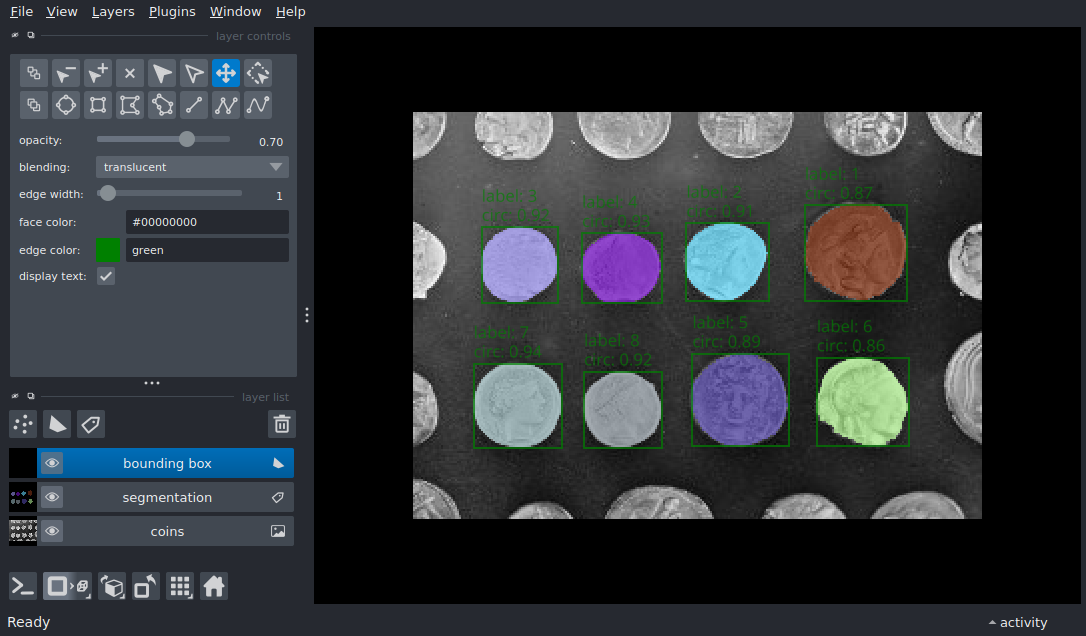 File View Layers Plugins Window Help
layer controls
opacity: 0.70
blending: translucent
edge width: 1
face color: #00000000
edge color: green
display text:
layer list
bounding box
segmentation
coins
Ready
activity
label: 1
circ: 0.87
label: 2
circ: 0.91
label: 3
circ:
label: 4
circ: 0.93
label: 7
circ: 0.94
label: 8
circ: 0.92
label: 5
circ: 0.89
label: 6
circ: 0.86